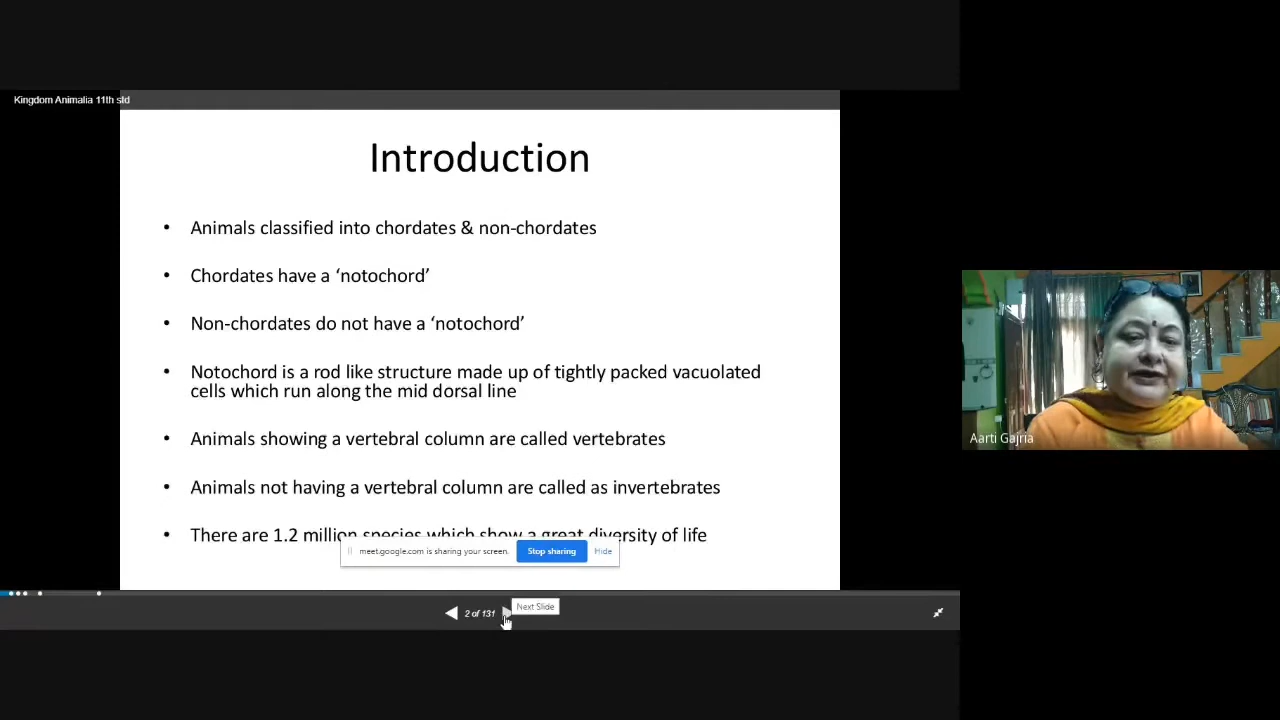 Kingdom Animalia 11th std
Introduction
• Animals classified into chordates & non-chordates
• Chordates have a ‘notochord’
• Non-chordates do not have a ‘notochord’
• Notochord is a rod like structure made up of tightly packed vacuolated
cells which run along the mid dorsal line
• Animals showing a vertebral column are called vertebrates
• Animals not having a vertebral column are called as invertebrates
• There are 1.2 million species which show a great diversity of life
meet.google.com is sharing your screen. Stop sharing Hide
Next Slide
2 of 131
Aarti Gajria